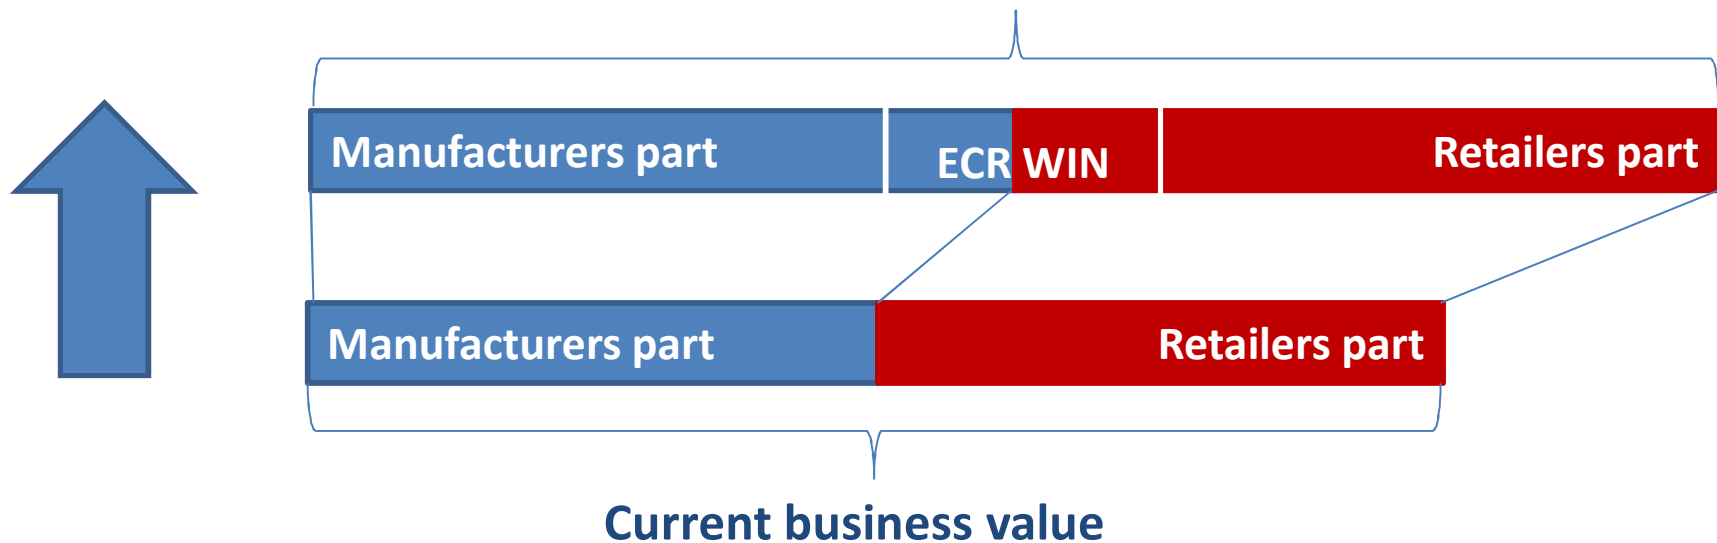 Manufacturers part
ECR WIN
Retailers part
Manufacturers part
Retailers part
Current business value